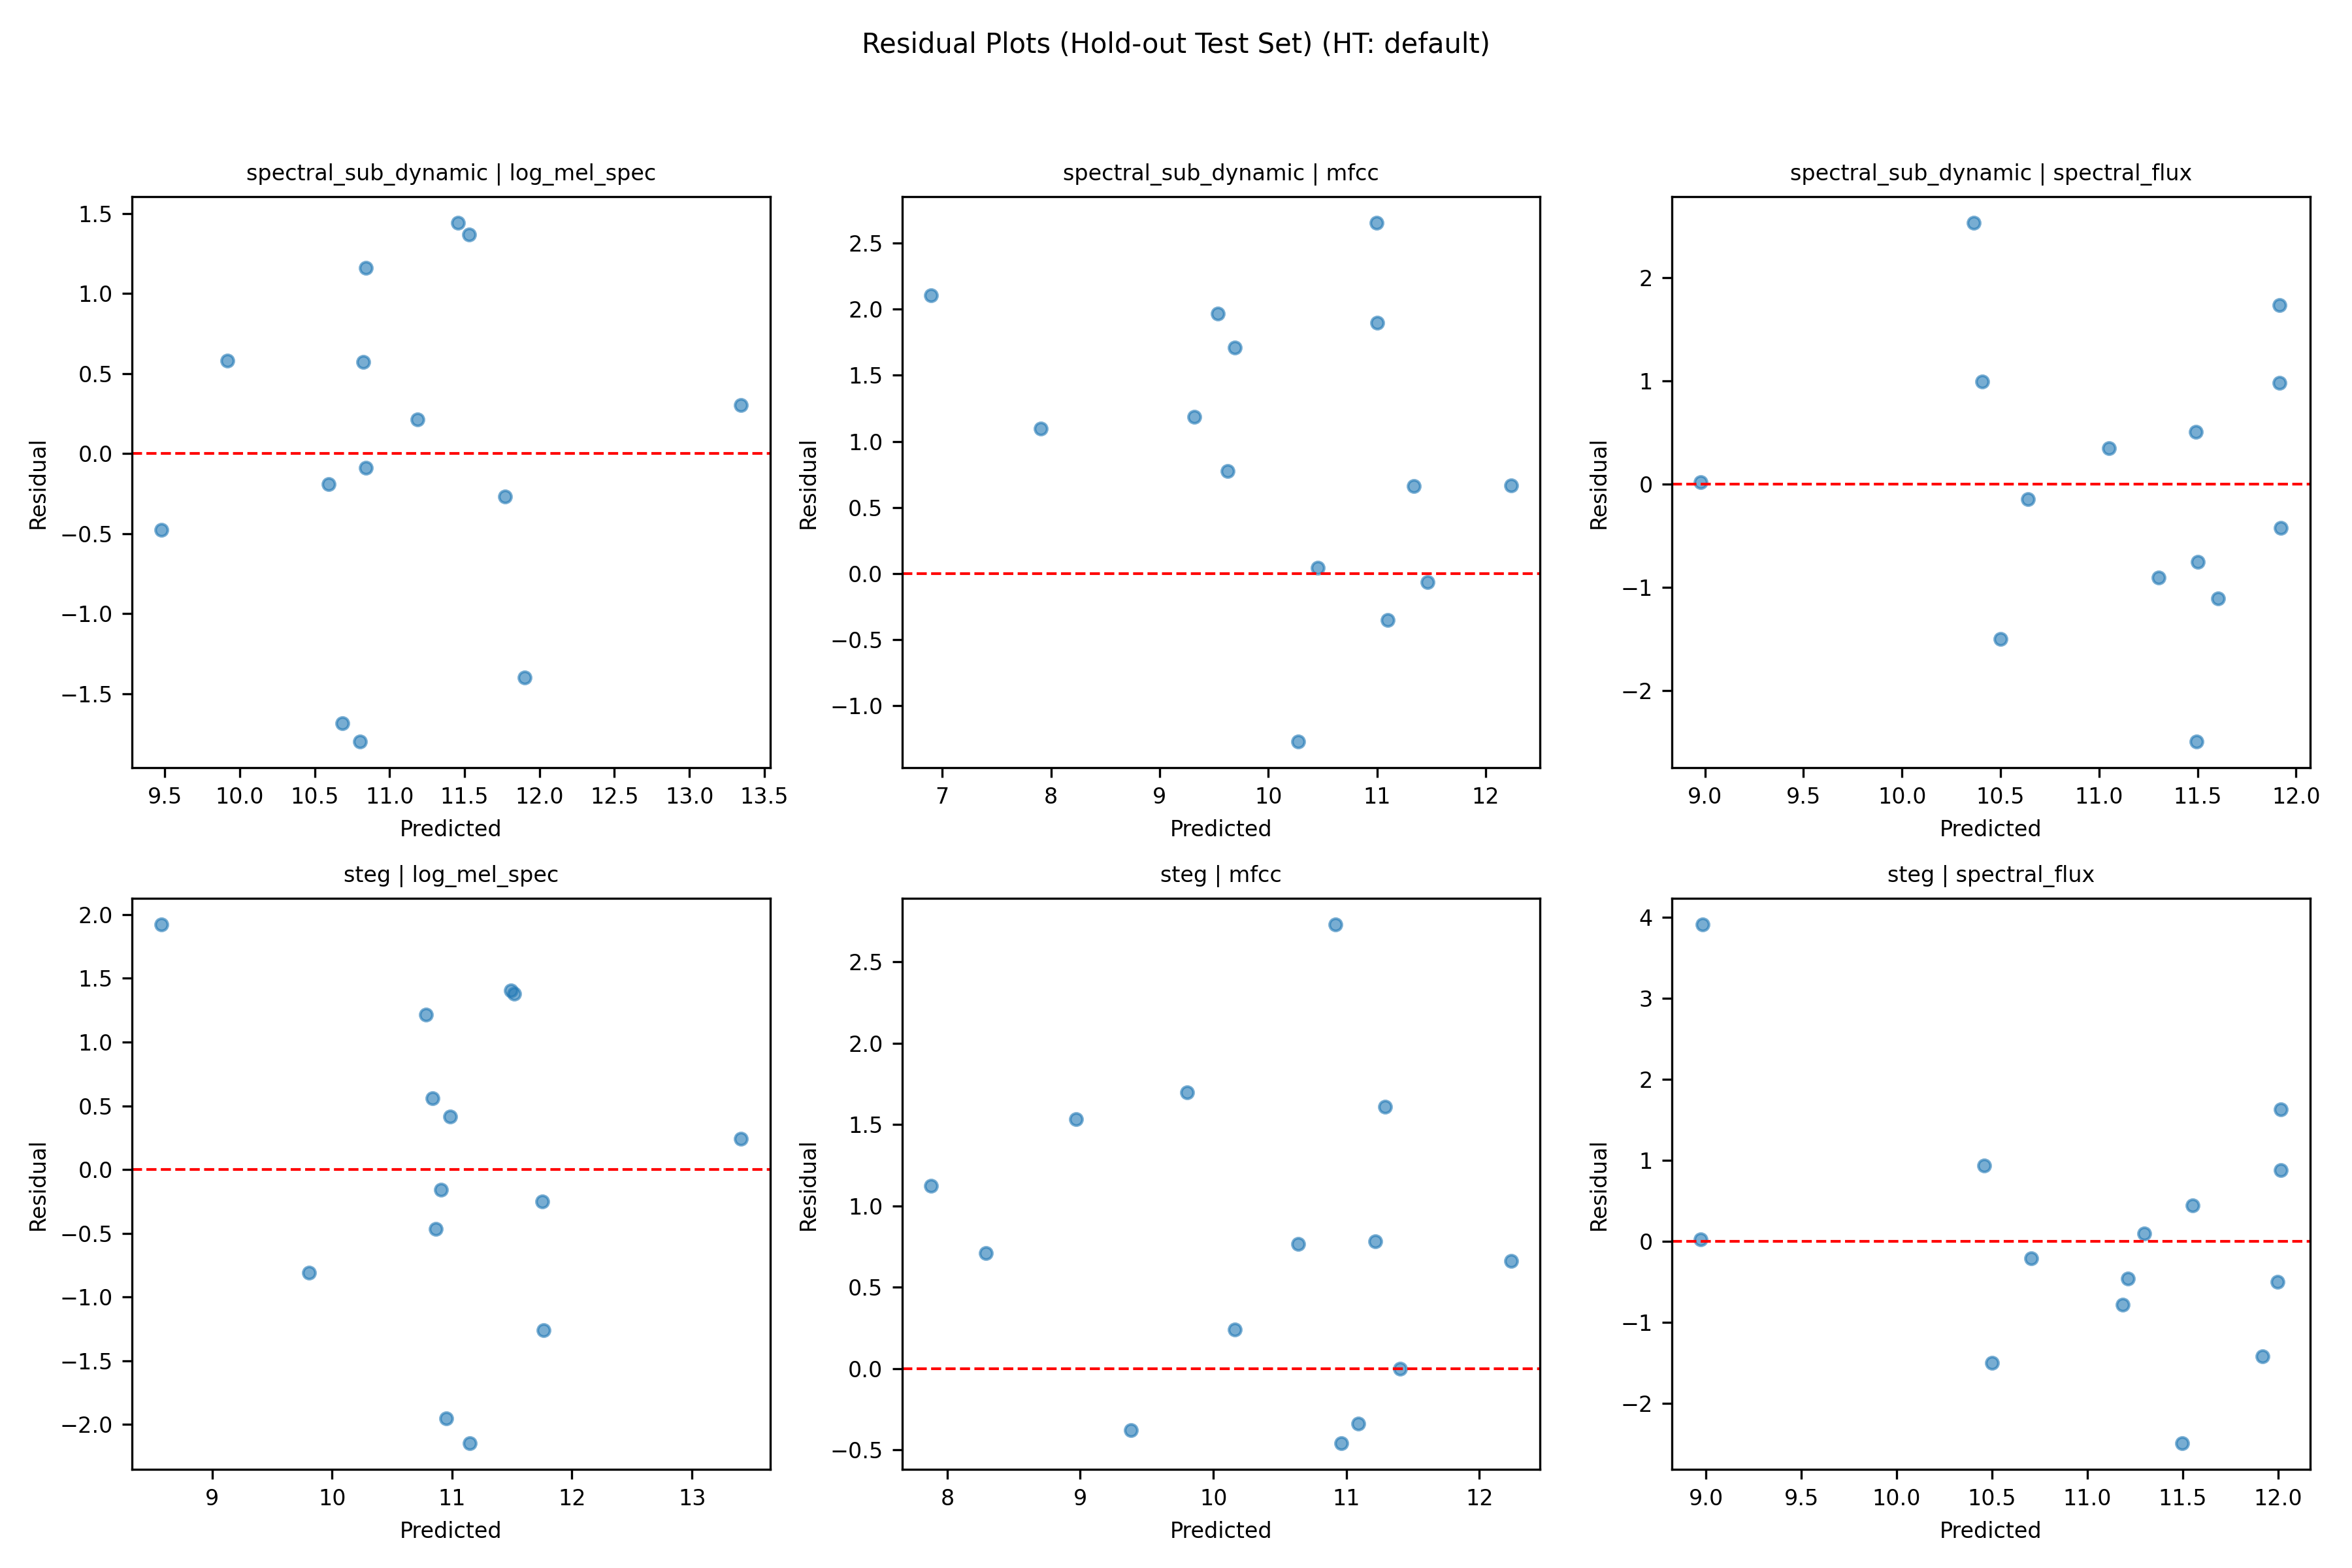 Residual Plots (Hold-out Test Set) (HT: default)
spectral_sub_dynamic | log_mel_spec
spectral_sub_dynamic | mfcc
spectral_sub_dynamic | spectral_flux
Residual
1.5
1.0
0.5
0.0
−0.5
−1.0
−1.5
9.5 10.0 10.5 11.0 11.5 12.0 12.5 13.0 13.5
Predicted
Residual
2.5
2.0
1.5
1.0
0.5
0.0
−0.5
−1.0
7 8 9 10 11 12
Predicted
Residual
2
1
0
−1
−2
9.0 9.5 10.0 10.5 11.0 11.5 12.0
Predicted
steg | log_mel_spec
steg | mfcc
steg | spectral_flux
Residual
2.0
1.5
1.0
0.5
0.0
−0.5
−1.0
−1.5
−2.0
9 10 11 12 13
Predicted
Residual
2.5
2.0
1.5
1.0
0.5
0.0
−0.5
8 9 10 11 12
Predicted
Residual
4
3
2
1
0
−1
−2
9.0 9.5 10.0 10.5 11.0 11.5 12.0
Predicted